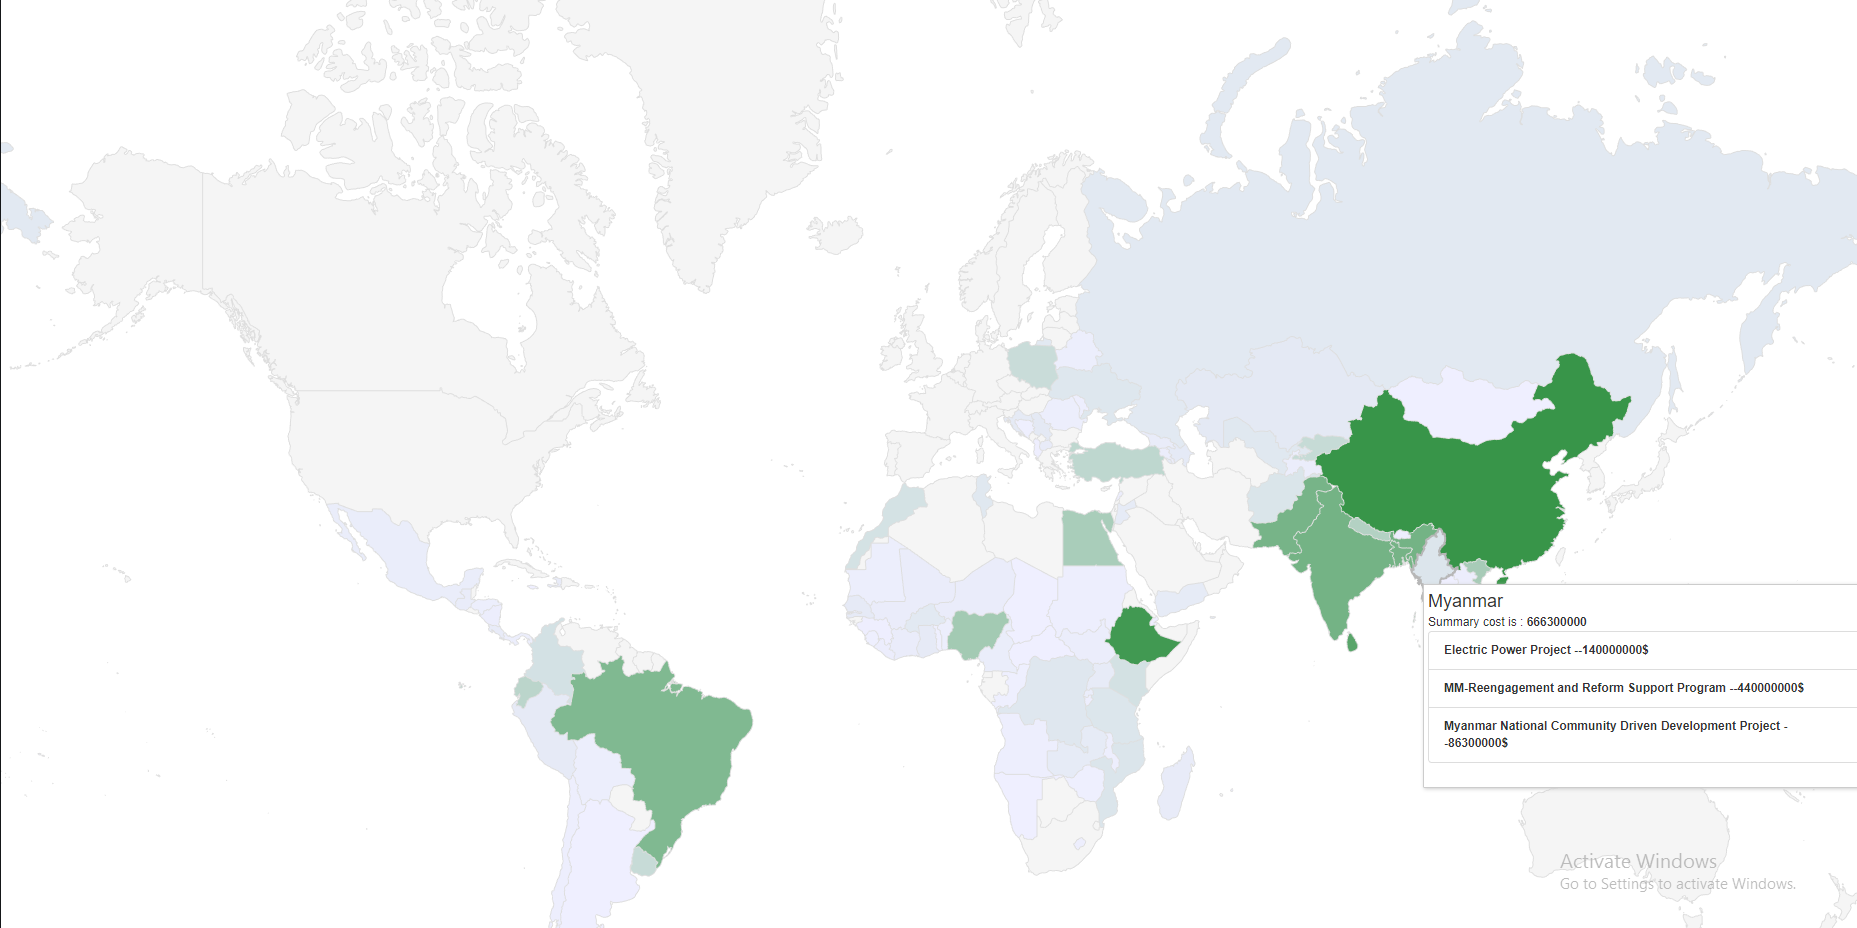 Myanmar
Summary cost is : 666300000
Electric Power Project --140000000$
MM-Reengagement and Reform Support Program --440000000$
Myanmar National Community Driven Development Project -
-86300000$
Activate Windows
Go to Settings to activate Windows.